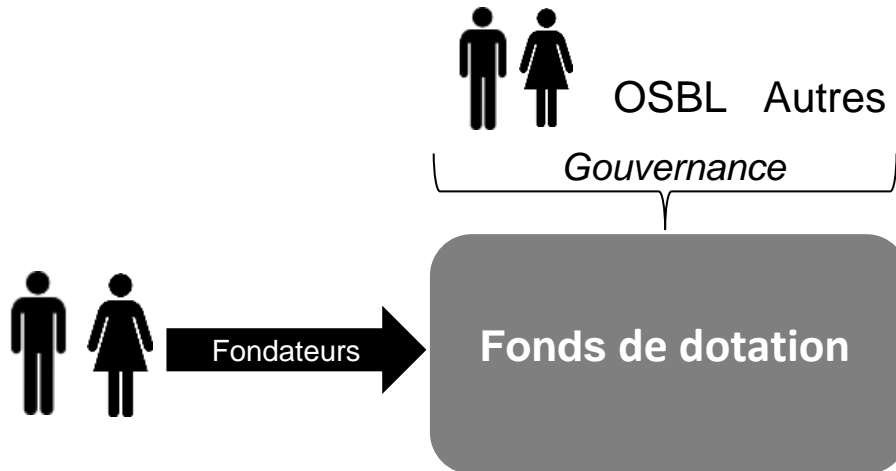 OSBL Autres
Gouvernance
Fondateurs
Fonds de dotation